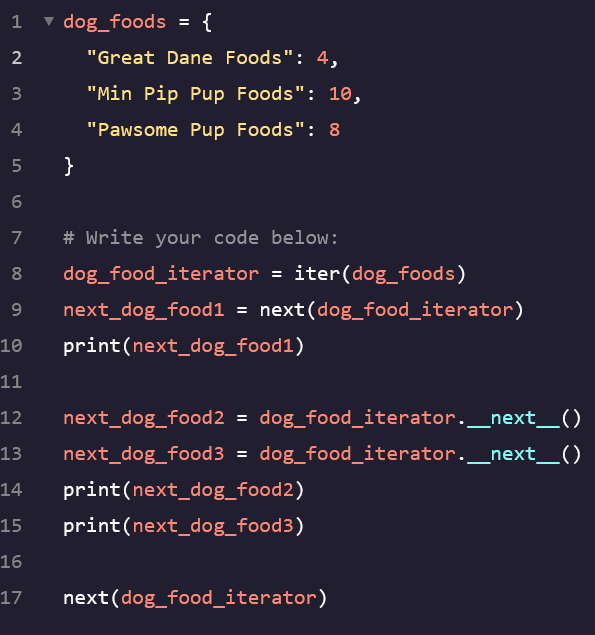 1 dog_foods = {
2 "Great Dane Foods": 4,
3 "Min Pip Pup Foods": 10,
4 "Pawsome Pup Foods": 8
5 }
6
7 # Write your code below:
8 dog_food_iterator = iter(dog_foods)
9 next_dog_food1 = next(dog_food_iterator)
10 print(next_dog_food1)
11
12 next_dog_food2 = dog_food_iterator.__next__()
13 next_dog_food3 = dog_food_iterator.__next__()
14 print(next_dog_food2)
15 print(next_dog_food3)
16
17 next(dog_food_iterator)